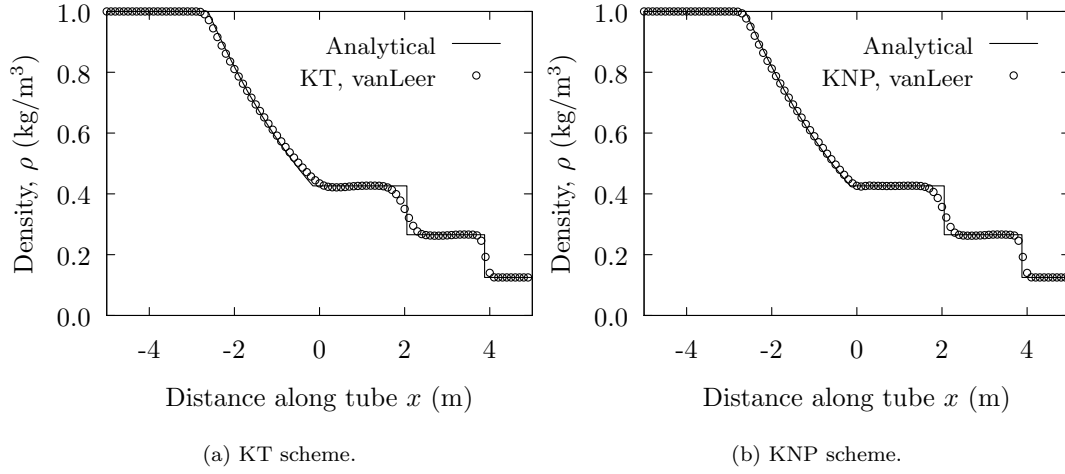 1.0
0.8
0.6
0.4
0.2
0.0
Density, ρ (kg/m³)
Analytical
KT, vanLeer
-4 -2 0 2 4
Distance along tube x (m)
(a) KT scheme.
1.0
0.8
0.6
0.4
0.2
0.0
Density, ρ (kg/m³)
Analytical
KNP, vanLeer
-4 -2 0 2 4
Distance along tube x (m)
(b) KNP scheme.